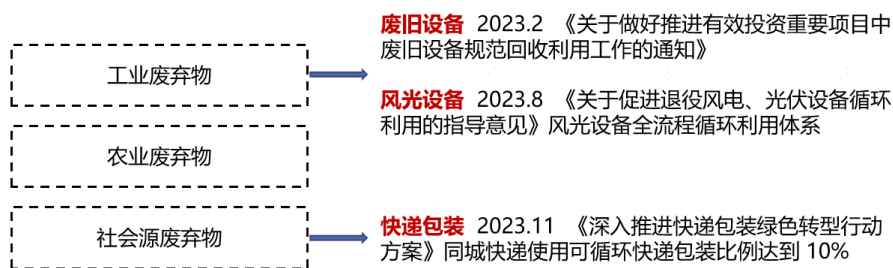 废旧设备 2023.2 《关于做好推进有效投资重要项目中
废旧设备规范回收利用工作的通知》
工业废弃物
风光设备 2023.8 《关于促进退役风电、光伏设备循环
利用的指导意见》风光设备全流程循环利用体系
农业废弃物
社会源废弃物
快递包装 2023.11 《深入推进快递包装绿色转型行动
方案》同城快递使用可循环快递包装比例达到 10%